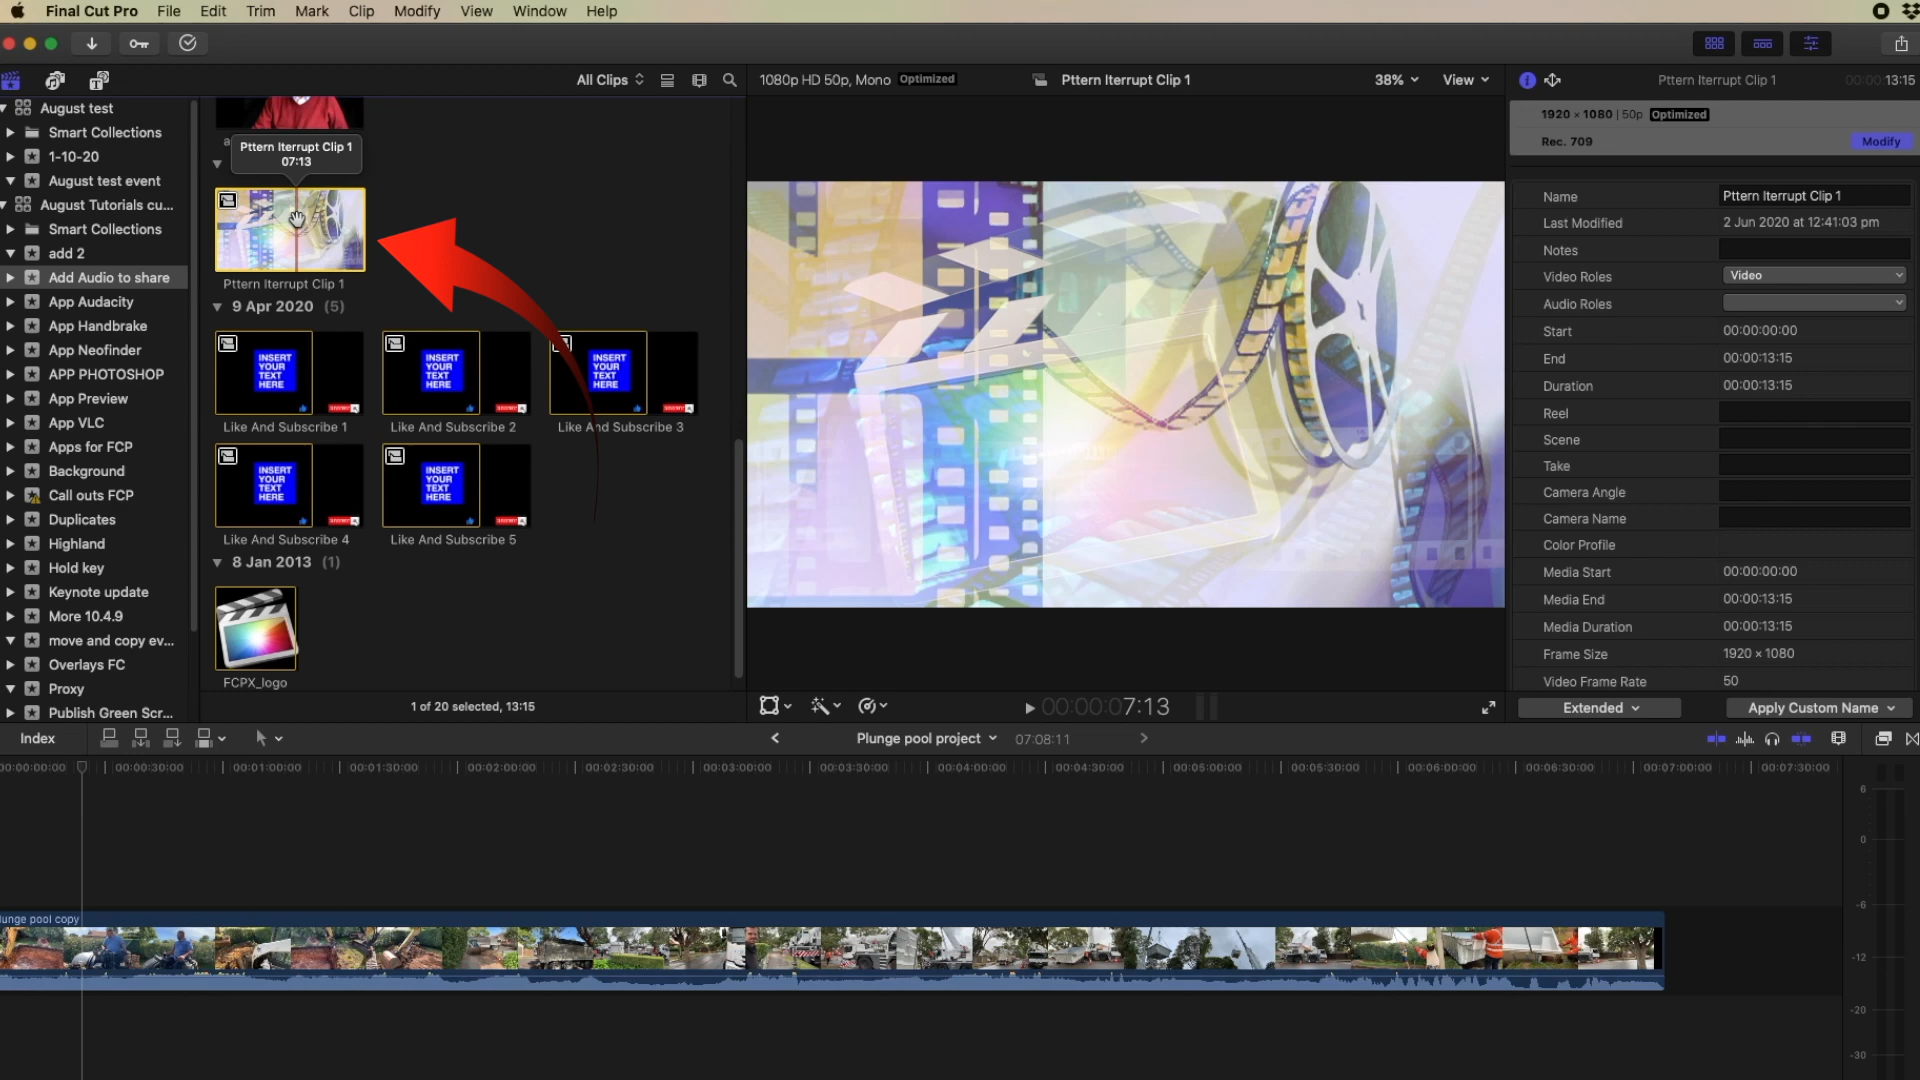 Final Cut Pro File Edit Trim Mark Clip Modify View Window Help
All Clips
1080p HD 50p, Mono Optimized
Pttern Iterrupt Clip 1
38%
View
Pttern Iterrupt Clip 1
00:00:13:15
August test
Smart Collections
1-10-20
August test event
August Tutorials cu...
Smart Collections
add 2
Add Audio to share
App Audacity
App Handbrake
App Neofinder
APP PHOTOSHOP
App Preview
App VLC
Apps for FCP
Background
Call outs FCP
Duplicates
Highland
Hold key
Keynote update
More 10.4.9
move and copy ev...
Overlays FC
Proxy
Publish Green Scr...
Pttern Iterrupt Clip 1
07:13
Pttern Iterrupt Clip 1
9 Apr 2020 (5)
INSERT
YOUR
TEXT
HERE
INSERT
YOUR
TEXT
HERE
INSERT
YOUR
TEXT
HERE
Like And Subscribe 1
Like And Subscribe 2
Like And Subscribe 3
INSERT
YOUR
TEXT
HERE
INSERT
YOUR
TEXT
HERE
Like And Subscribe 4
Like And Subscribe 5
8 Jan 2013 (1)
FCPX_logo
1 of 20 selected, 13:15
00:00:07:13
1920 × 1080 | 50p Optimized
Rec. 709
Modify
Name Pttern Iterrupt Clip 1
Last Modified 2 Jun 2020 at 12:41:03 pm
Notes
Video Roles Video
Audio Roles
Start 00:00:00:00
End 00:00:13:15
Duration 00:00:13:15
Reel
Scene
Take
Camera Angle
Camera Name
Color Profile
Media Start 00:00:00:00
Media End 00:00:13:15
Media Duration 00:00:13:15
Frame Size 1920 × 1080
Video Frame Rate 50
Extended
Apply Custom Name
Index
Plunge pool project
07:08:11
00:00:00:00 00:00:30:00 00:01:00:00 00:01:30:00 00:02:00:00 00:02:30:00 00:03:00:00 00:03:30:00 00:04:00:00 00:04:30:00 00:05:00:00 00:05:30:00 00:06:00:00 00:06:30:00 00:07:00:00 00:07:30:00
lunge pool copy
6
0
-6
-12
-20
-30